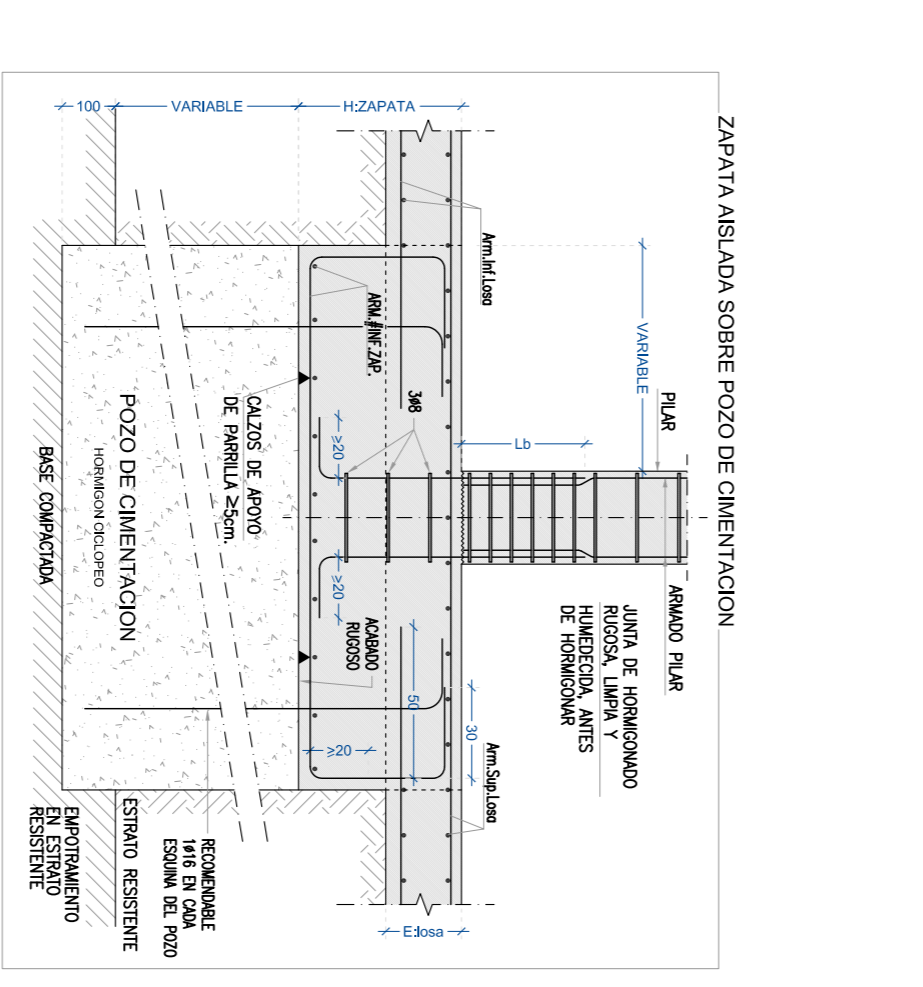 ZAPATA AISLADA SOBRE POZO DE CIMENTACION
VARIABLE
PILAR
ARMADO PILAR
Lb
JUNTA DE HORMIGONADO
RUGOSA, LIMPIA Y
HUMEDECIDA, ANTES
DE HORMIGONAR
Arm.Inf.Losa
Arm.Sup.Losa
30
50
E:losa
H:ZAPATA
VARIABLE
100
ARM.#INF.ZAP.
3ø8
≥20
≥20
≥20
ACABADO
RUGOSO
CALZOS DE APOYO
DE PARRILLA ≥5cm.
POZO DE CIMENTACION
HORMIGON CICLOPEO
BASE COMPACTADA
RECOMENDABLE
1ø16 EN CADA
ESQUINA DEL POZO
ESTRATO RESISTENTE
EMPOTRAMIENTO
EN ESTRATO
RESISTENTE